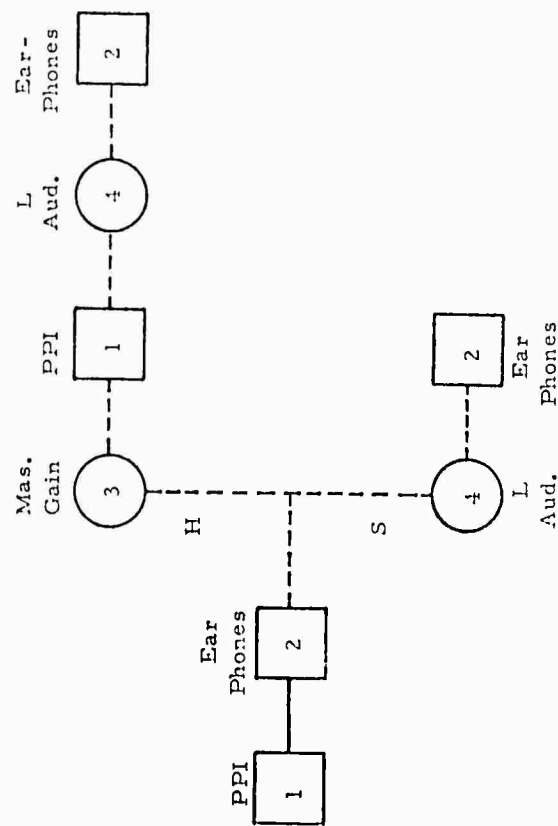 PPI
1
Ear
Phones
2
H
S
Mas.
Gain
3
PPI
1
L
Aud.
4
Ear-
Phones
2
4
L
Aud.
2
Ear
Phones